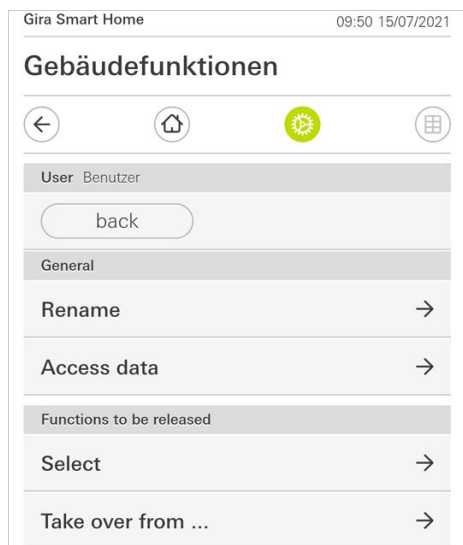 Gira Smart Home 09:50 15/07/2021
Gebäudefunktionen
User Benutzer
back
General
Rename
Access data
Functions to be released
Select
Take over from ...